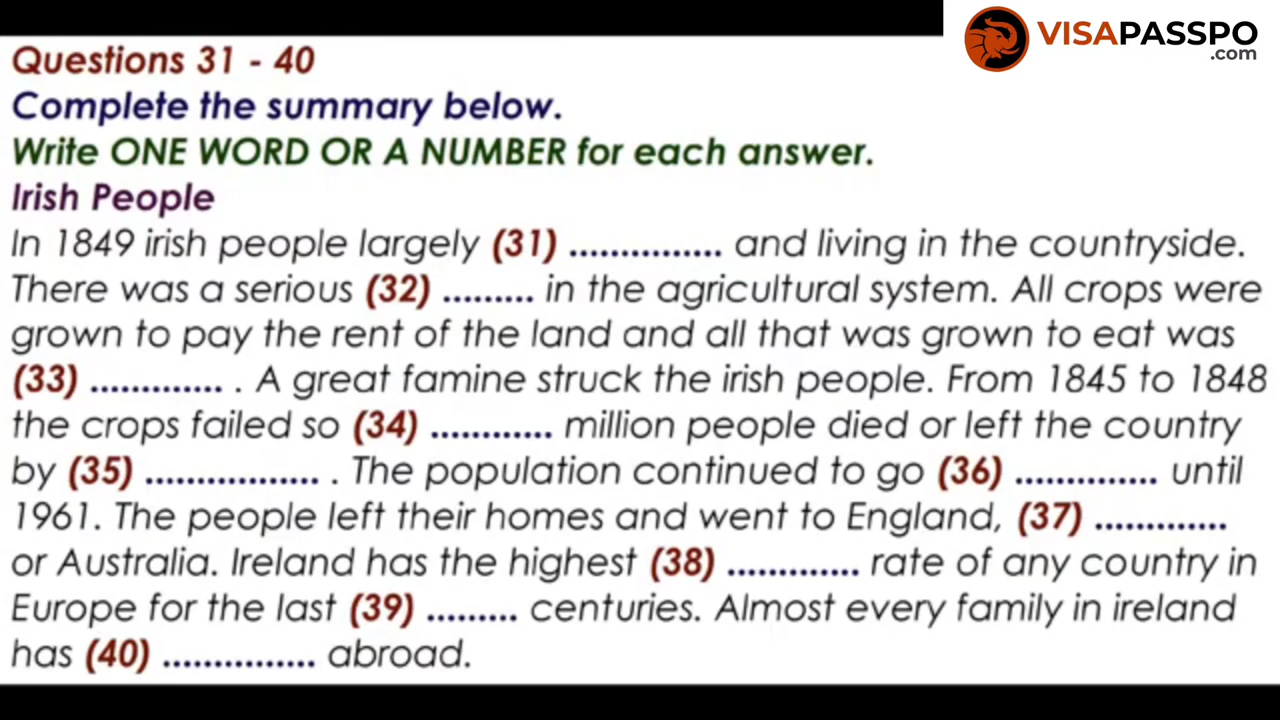 VISAPASSPO
.com
Questions 31 - 40
Complete the summary below.
Write ONE WORD OR A NUMBER for each answer.
Irish People
In 1849 irish people largely (31) ............... and living in the countryside.
There was a serious (32) ......... in the agricultural system. All crops were
grown to pay the rent of the land and all that was grown to eat was
(33) ............. . A great famine struck the irish people. From 1845 to 1848
the crops failed so (34) ............ million people died or left the country
by (35) ................. . The population continued to go (36) .............. until
1961. The people left their homes and went to England, (37) .............
or Australia. Ireland has the highest (38) ............. rate of any country in
Europe for the last (39) ......... centuries. Almost every family in ireland
has (40) ............... abroad.